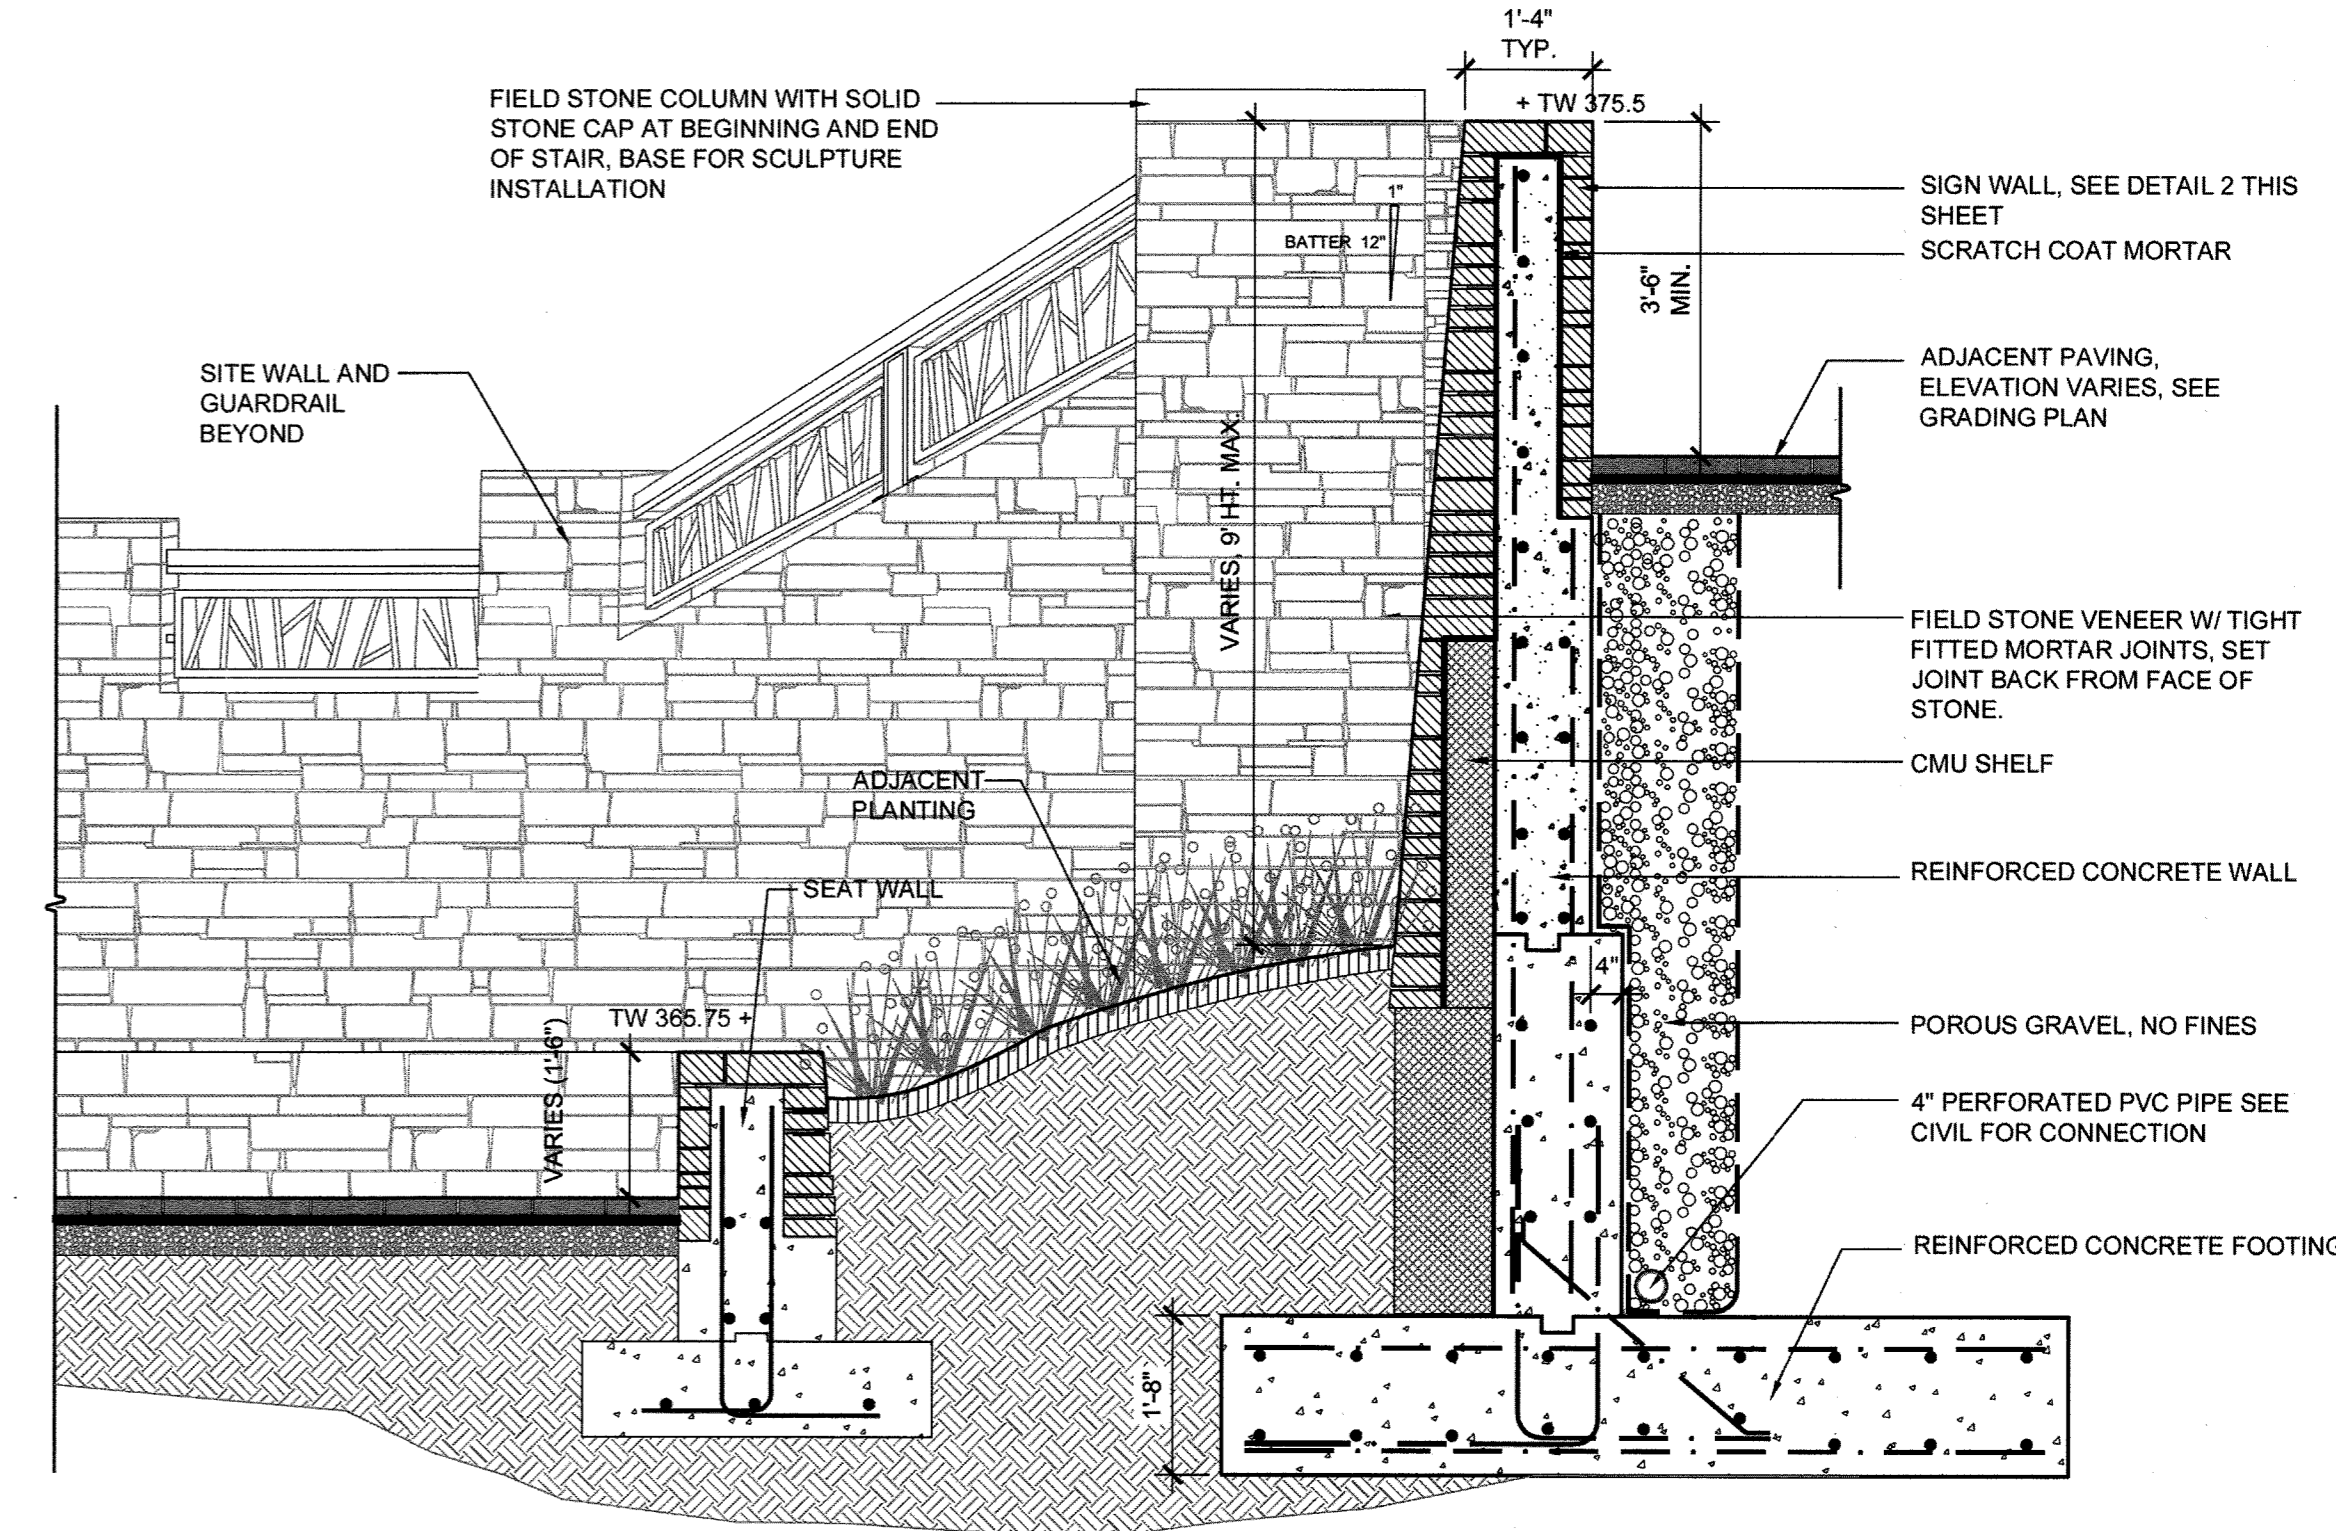 1'-4"
TYP.
+ TW 375.5
FIELD STONE COLUMN WITH SOLID
STONE CAP AT BEGINNING AND END
OF STAIR, BASE FOR SCULPTURE
INSTALLATION
1"
BATTER 12"
3'-6"
MIN.
SIGN WALL, SEE DETAIL 2 THIS
SHEET
SCRATCH COAT MORTAR
ADJACENT PAVING,
ELEVATION VARIES, SEE
GRADING PLAN
SITE WALL AND
GUARDRAIL
BEYOND
VARIES, 9' HT. MAX.
FIELD STONE VENEER W/ TIGHT
FITTED MORTAR JOINTS, SET
JOINT BACK FROM FACE OF
STONE.
CMU SHELF
ADJACENT
PLANTING
SEAT WALL
REINFORCED CONCRETE WALL
4"
TW 365.75 +
VARIES (1'-6")
POROUS GRAVEL, NO FINES
4" PERFORATED PVC PIPE SEE
CIVIL FOR CONNECTION
REINFORCED CONCRETE FOOTING
1'-8"